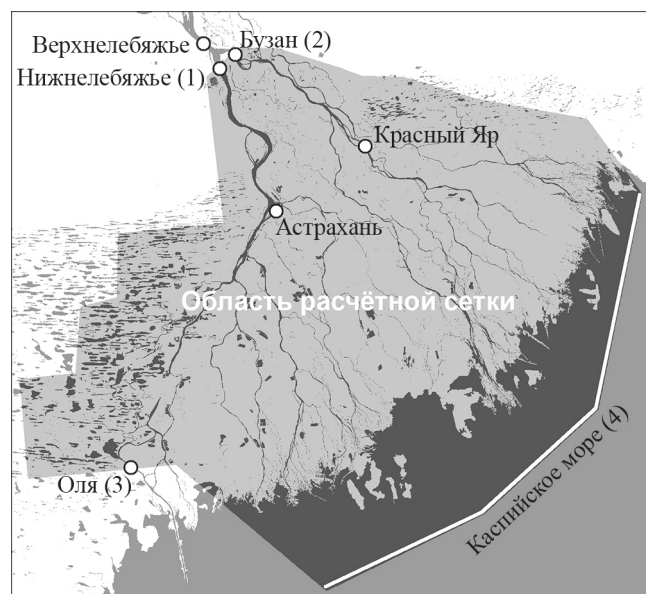 Верхнелебяжье
Бузан (2)
Нижнелебяжье (1)
Красный Яр
Астрахань
Область расчётной сетки
Каспийское море (4)
Оля (3)